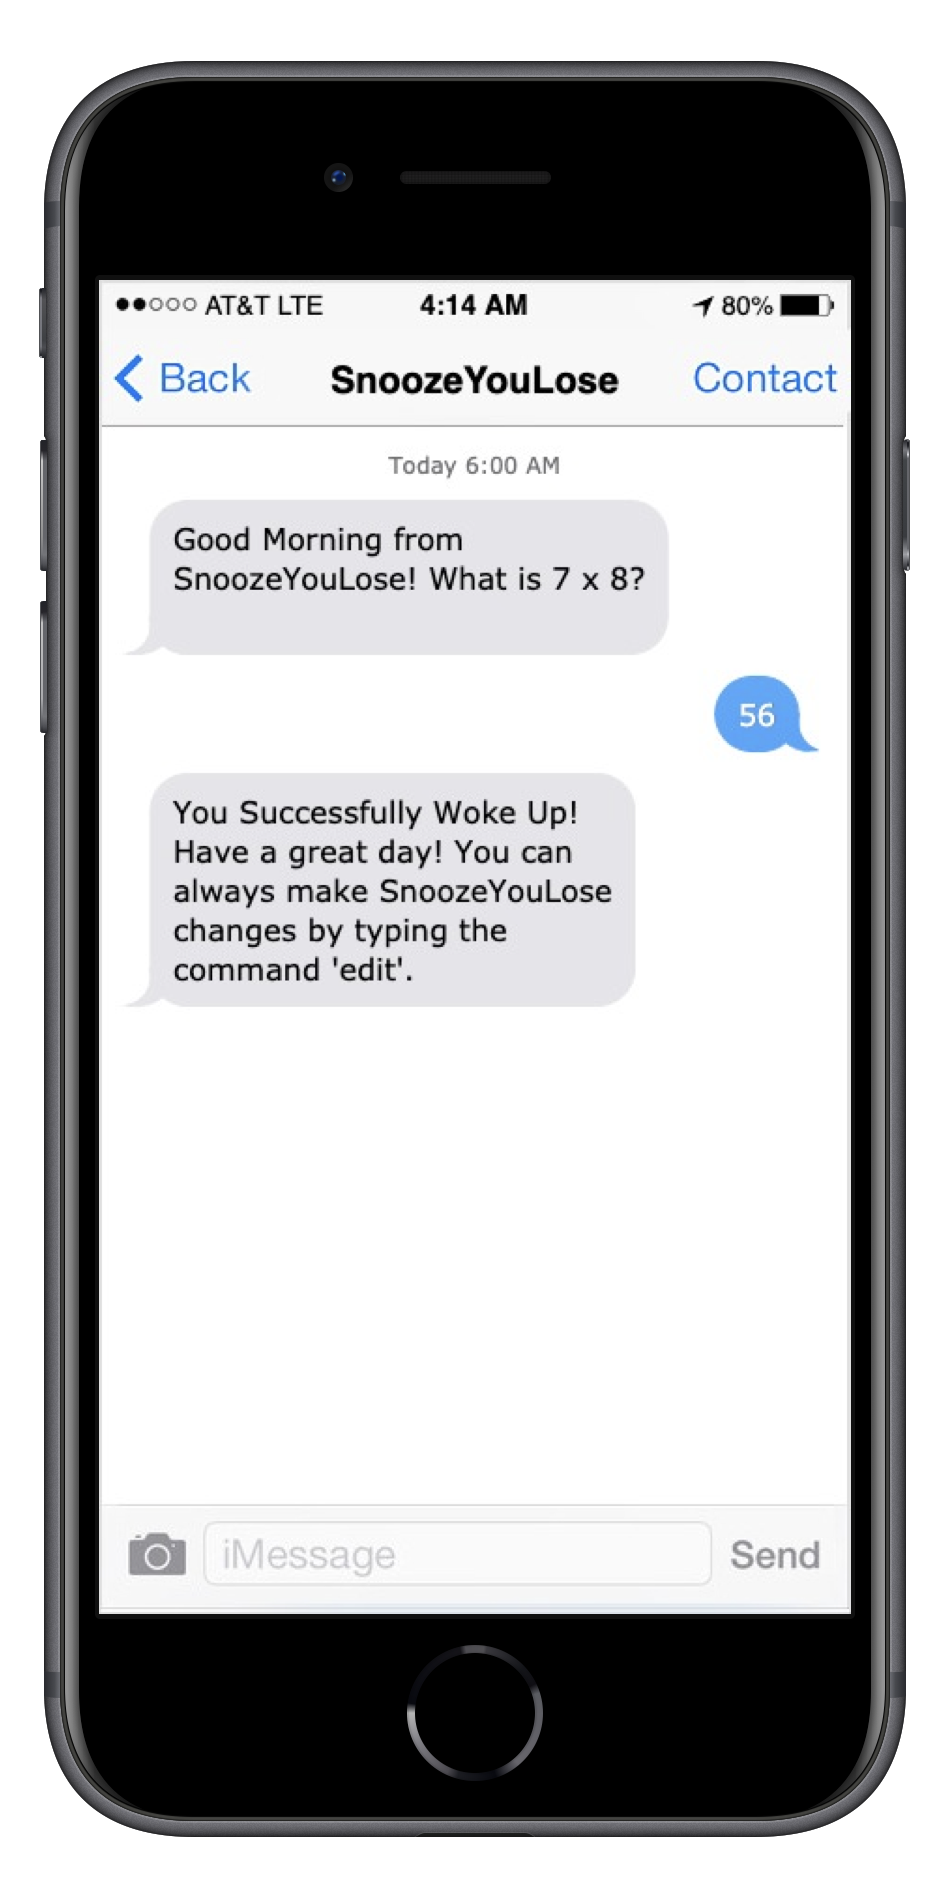 ●●○○○ AT&T LTE 4:14 AM 80%
Back SnoozeYouLose Contact
Today 6:00 AM
Good Morning from
SnoozeYouLose! What is 7 x 8?
56
You Successfully Woke Up!
Have a great day! You can
always make SnoozeYouLose
changes by typing the
command 'edit'.
iMessage Send